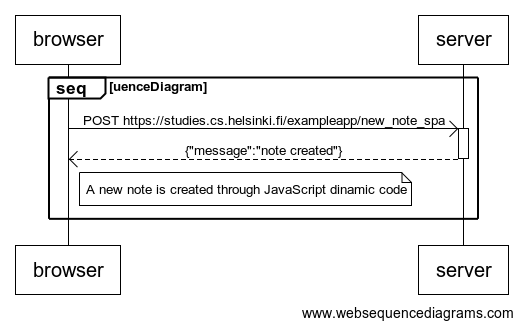 browser
server
seq
[uenceDiagram]
POST https://studies.cs.helsinki.fi/exampleapp/new_note_spa
{"message":"note created"}
A new note is created through JavaScript dinamic code
browser
server
www.websequencediagrams.com